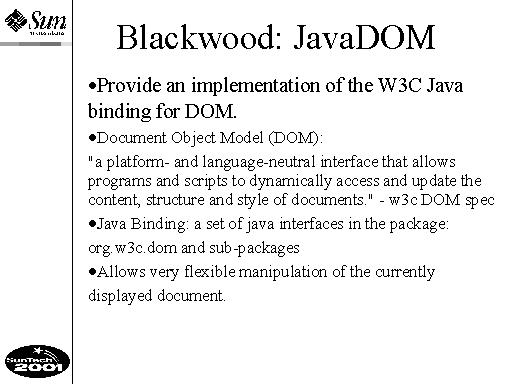 Sun
microsystems
Blackwood: JavaDOM
•Provide an implementation of the W3C Java
binding for DOM.
•Document Object Model (DOM):
"a platform- and language-neutral interface that allows
programs and scripts to dynamically access and update the
content, structure and style of documents." - w3c DOM spec
•Java Binding: a set of java interfaces in the package:
org.w3c.dom and sub-packages
•Allows very flexible manipulation of the currently
displayed document.
SunTech
2001